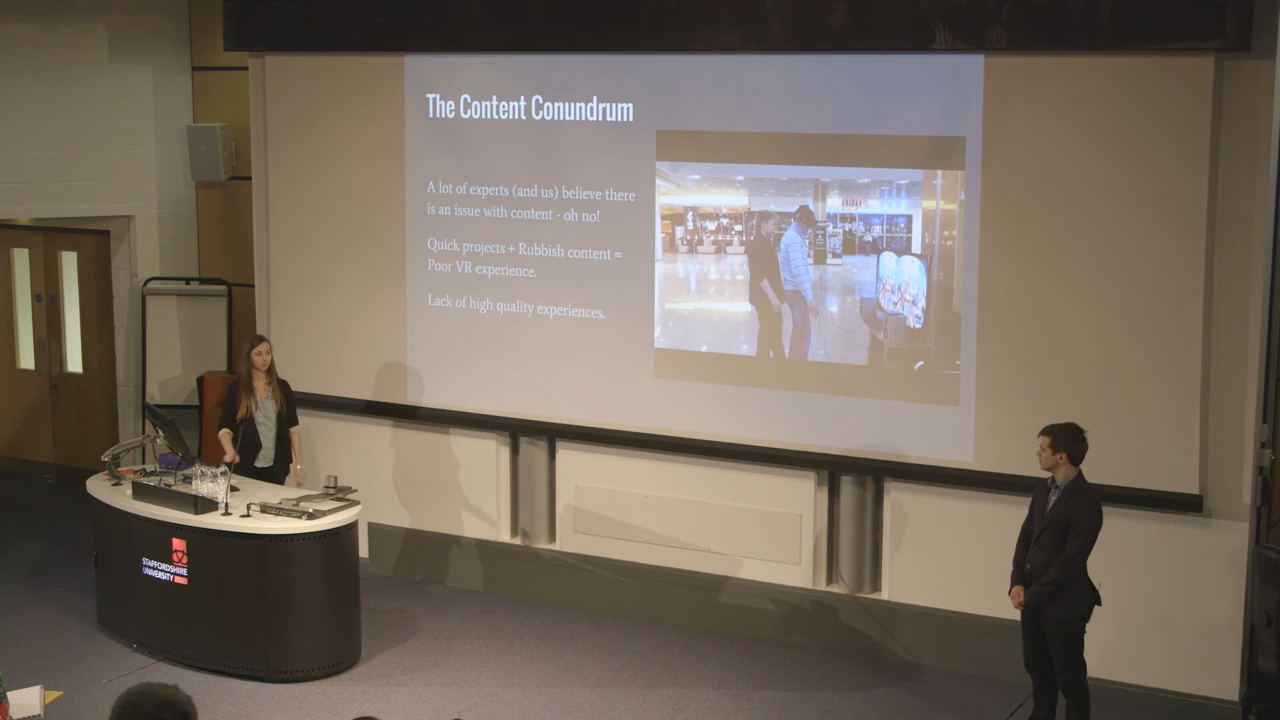 The Content Conundrum
A lot of experts (and us) believe there
is an issue with content - oh no!
Quick projects + Rubbish content =
Poor VR experience.
Lack of high quality experiences.
FRIDAY
STAFFORDSHIRE
UNIVERSITY